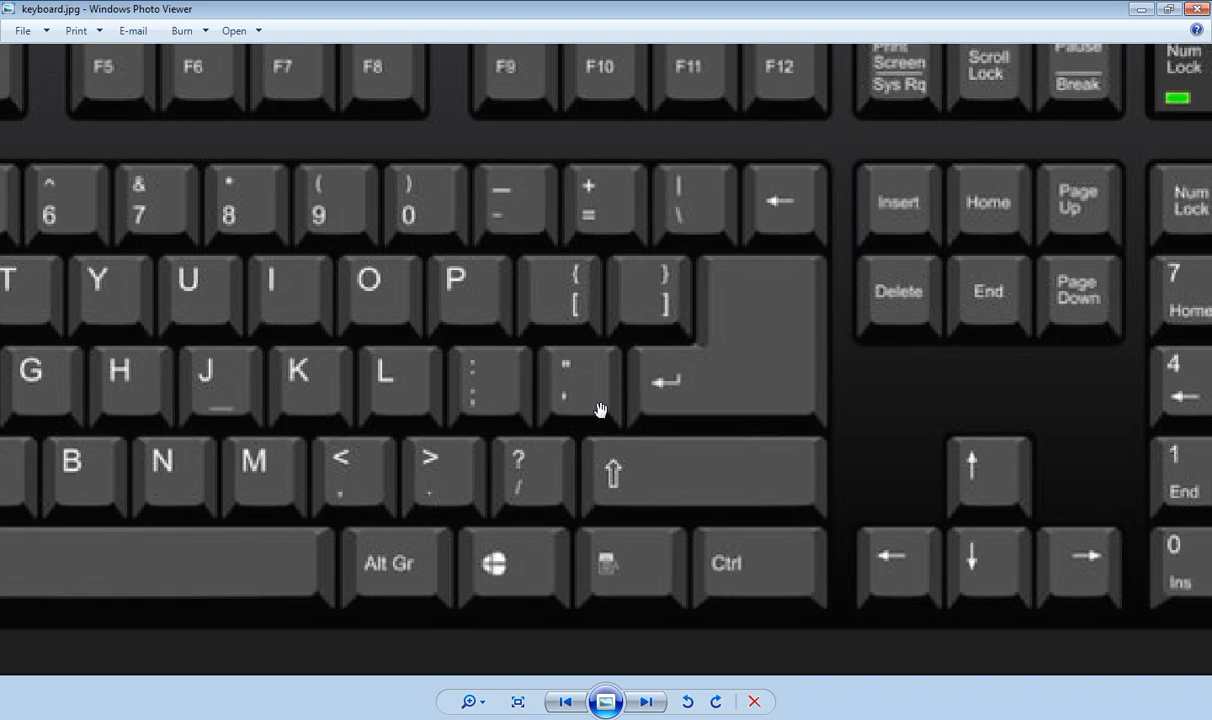 keyboard.jpg - Windows Photo Viewer
File Print E-mail Burn Open
F5 F6 F7 F8 F9 F10 F11 F12 Print Screen Sys Rq Scroll Lock Pause Break Num Lock
^ & * ( ) _ + |
6 7 8 9 0 - = \ ← Insert Home Page Up Num Lock
T Y U I O P { [ } ] Delete End Page Down 7 Home
G H J K L : ; " ' 4 ←
B N M < , > . ? / ⇧ ↑ 1 End
Alt Gr Ctrl ← ↓ → 0 Ins